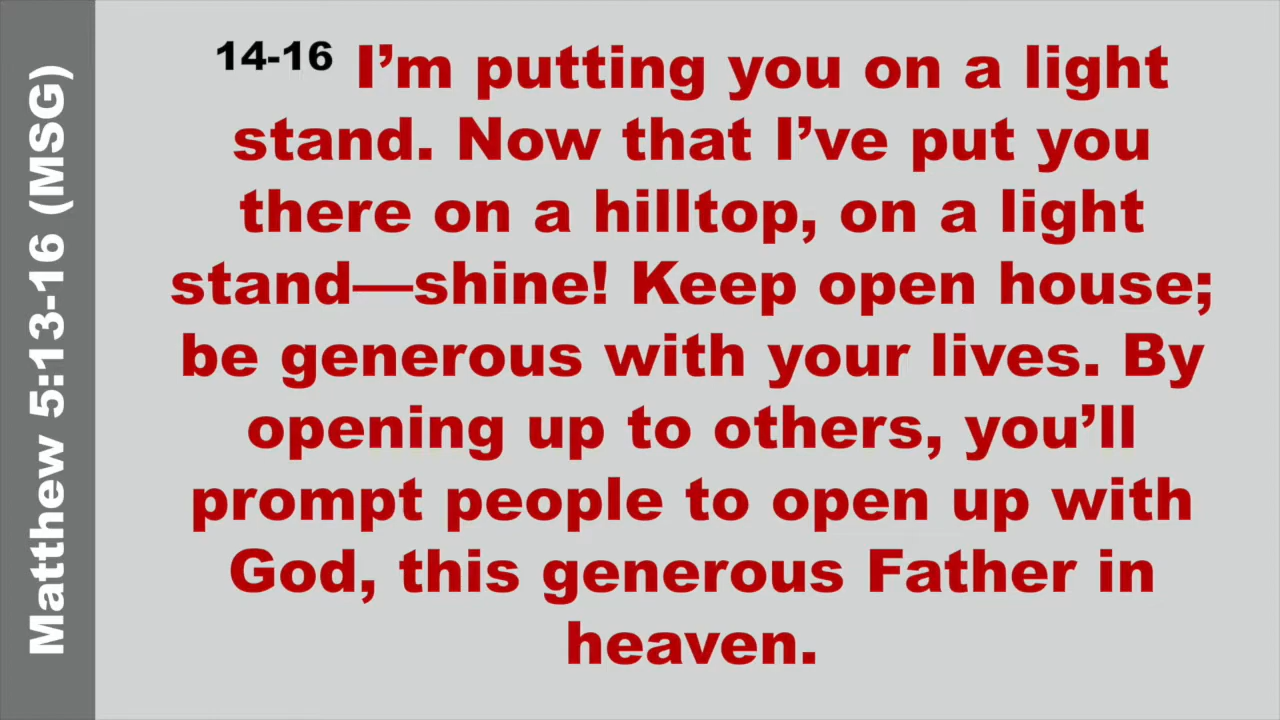 Matthew 5:13-16 (MSG)
14-16 I’m putting you on a light
stand. Now that I’ve put you
there on a hilltop, on a light
stand—shine! Keep open house;
be generous with your lives. By
opening up to others, you’ll
prompt people to open up with
God, this generous Father in
heaven.